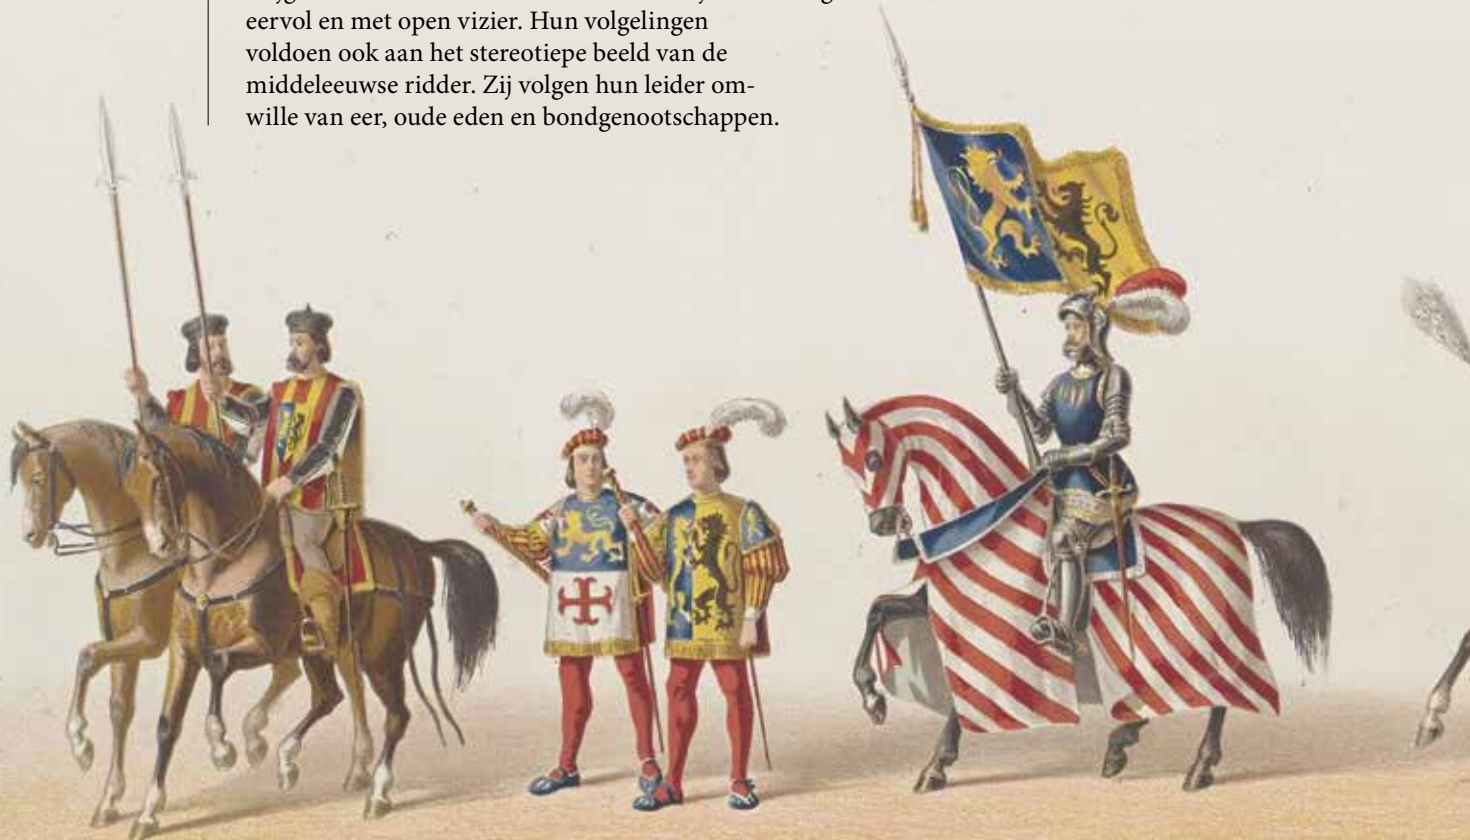 eervol en met open vizier. Hun volgelingen
voldoen ook aan het stereotiepe beeld van de
middeleeuwse ridder. Zij volgen hun leider om-
wille van eer, oude eden en bondgenootschappen.